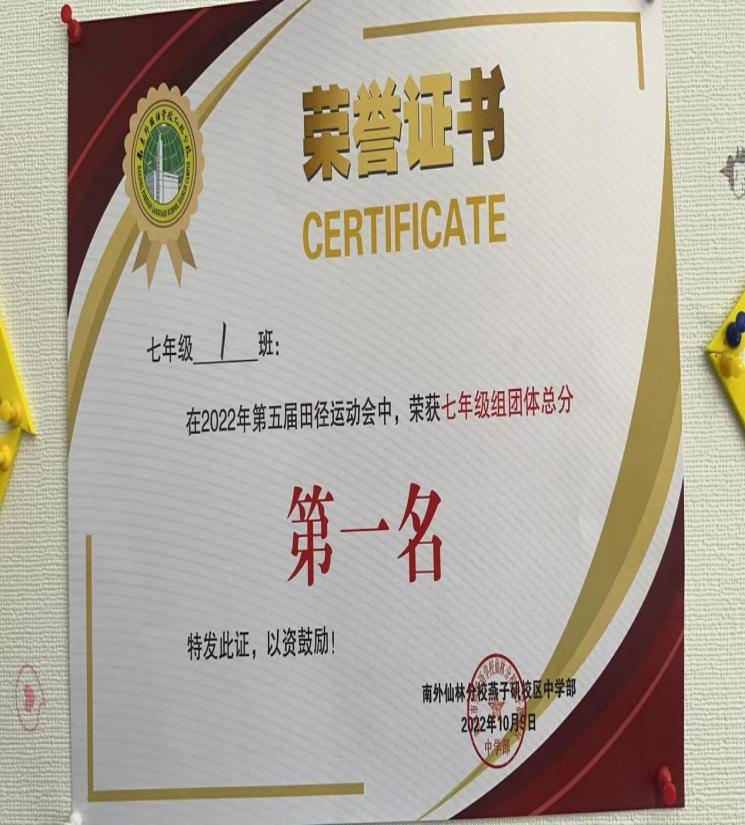 荣誉证书
CERTIFICATE
七年级 1 班:
在2022年第五届田径运动会中，荣获七年级组团体总分
第一名
特发此证，以资鼓励！
南外仙林分校燕子矶校区中学部
2022年10月9日
中学部